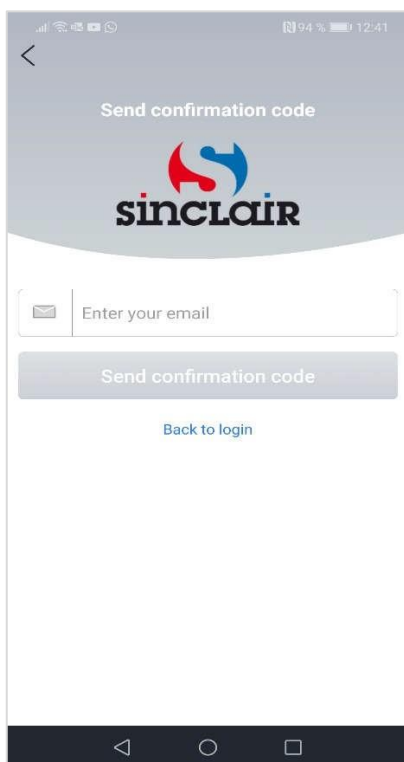 94 % 12:41
Send confirmation code
sinclair
Enter your email
Send confirmation code
Back to login